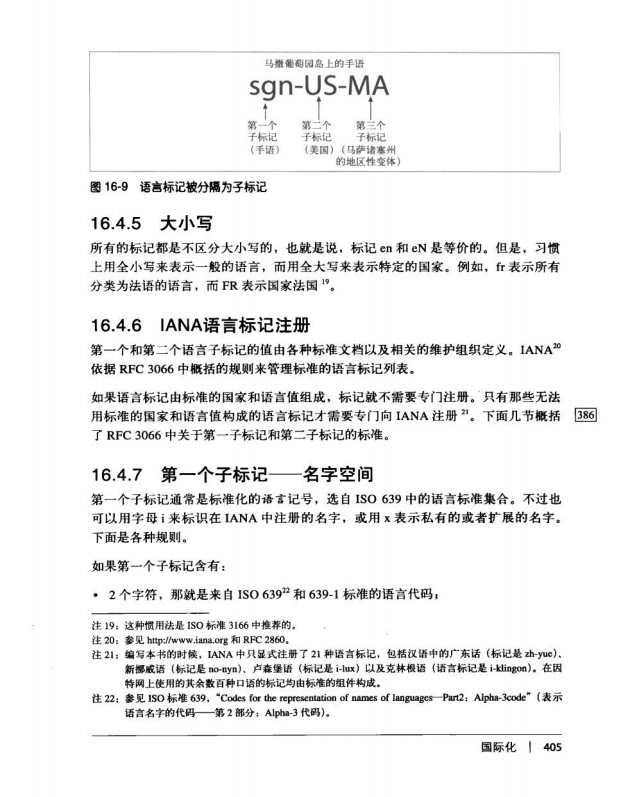 马撒葡萄园岛上的手语
sgn-US-MA
第一个 第二个 第三个
子标记 子标记 子标记
（手语） （美国） （马萨诸塞州
的地区性变体）
图 16-9 语言标记被分隔为子标记
16.4.5 大小写
所有的标记都是不区分大小写的，也就是说，标记 en 和 eN 是等价的。但是，习惯
上用全小写来表示一般的语言，而用全大写来表示特定的国家。例如，fr 表示所有
分类为法语的语言，而 FR 表示国家法国 19。
16.4.6 IANA语言标记注册
第一个和第二个语言子标记的值由各种标准文档以及相关的维护组织定义。IANA20
依据 RFC 3066 中概括的规则来管理标准的语言标记列表。
如果语言标记由标准的国家和语言值组成，标记就不需要专门注册。只有那些无法
用标准的国家和语言值构成的语言标记才需要专门向 IANA 注册 21。下面几节概括 386
了 RFC 3066 中关于第一子标记和第二子标记的标准。
16.4.7 第一个子标记——名字空间
第一个子标记通常是标准化的语言记号，选自 ISO 639 中的语言标准集合。不过也
可以用字母 i 来标识在 IANA 中注册的名字，或用 x 表示私有的或者扩展的名字。
下面是各种规则。
如果第一个子标记含有：
• 2 个字符，那就是来自 ISO 63922 和 639-1 标准的语言代码；
注 19：这种惯用法是 ISO 标准 3166 中推荐的。
注 20：参见 http://www.iana.org 和 RFC 2860。
注 21：编写本书的时候，IANA 中只显式注册了 21 种语言标记，包括汉语中的广东话（标记是 zh-yue）、
新挪威语（标记是 no-nyn）、卢森堡语（标记是 i-lux）以及克林根语（语言标记是 i-klingon）。在因
特网上使用的其余数百种口语的标记均由标准的组件构成。
注 22：参见 ISO 标准 639，“Codes for the representation of names of languages—Part2：Alpha-3code”（表示
语言名字的代码——第 2 部分：Alpha-3 代码）。
国际化 | 405